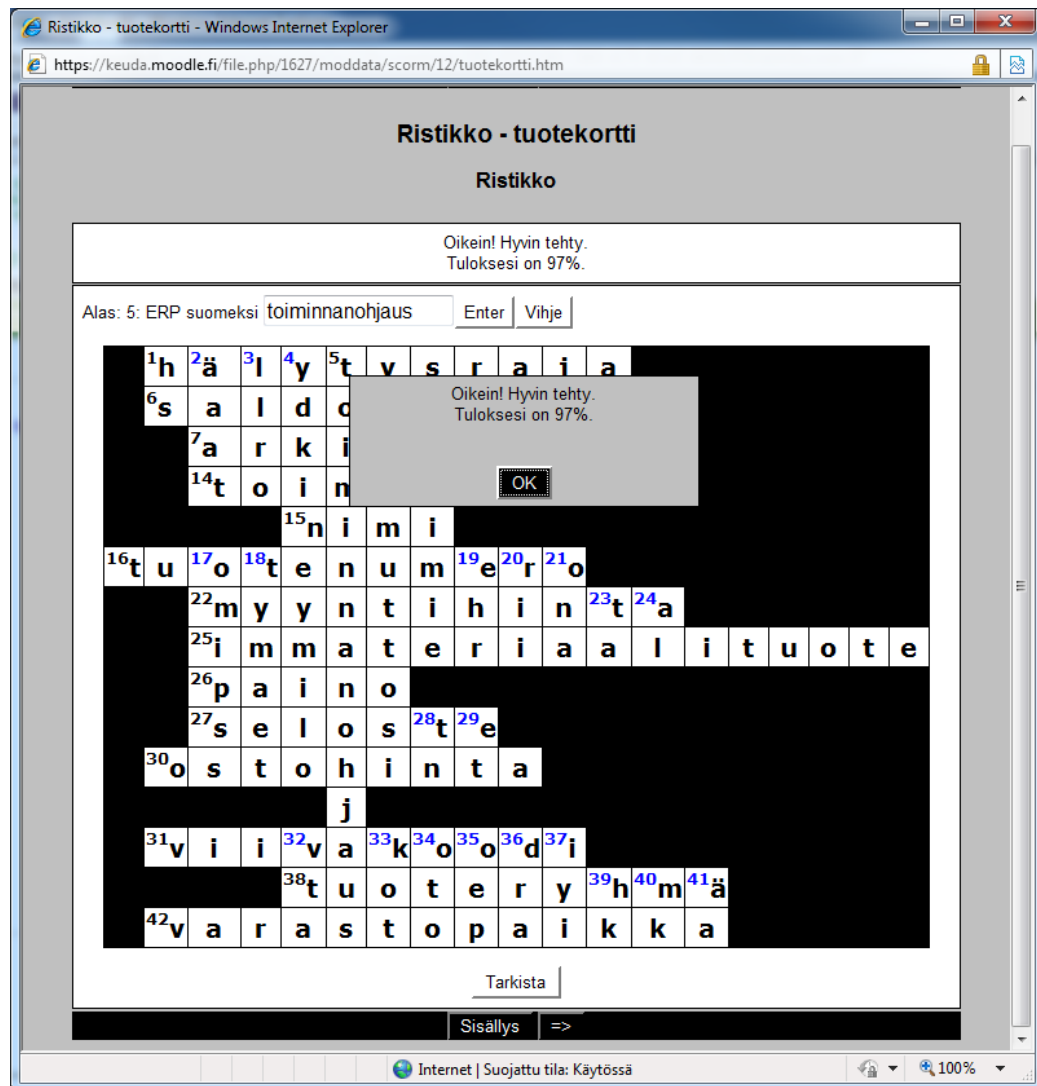 Ristikko - tuotekortti - Windows Internet Explorer
https://keuda.moodle.fi/file.php/1627/moddata/scorm/12/tuotekortti.htm
Ristikko - tuotekortti
Ristikko
Oikein! Hyvin tehty.
Tuloksesi on 97%.
Alas: 5: ERP suomeksi toiminnanohjaus Enter Vihje
1h 2ä 3l 4y 5t y s r a j a
6s a l d o
Oikein! Hyvin tehty.
Tuloksesi on 97%.
7a r k i
14t o i m
OK
15n i m i
16t u 17o 18t e n u m 19e 20r 21o
22m y y n t i h i n 23t 24a
25i m m a t e r i a a l i t u o t e
26p a i n o
27s e l o s 28t 29e
30o s t o h i n t a
j
31v i i 32v a 33k 34o 35o 36d 37i
38t u o t e r y 39h 40m 41ä
42v a r a s t o p a i k k a
Tarkista
Sisällys =>
Internet | Suojattu tila: Käytössä 100%